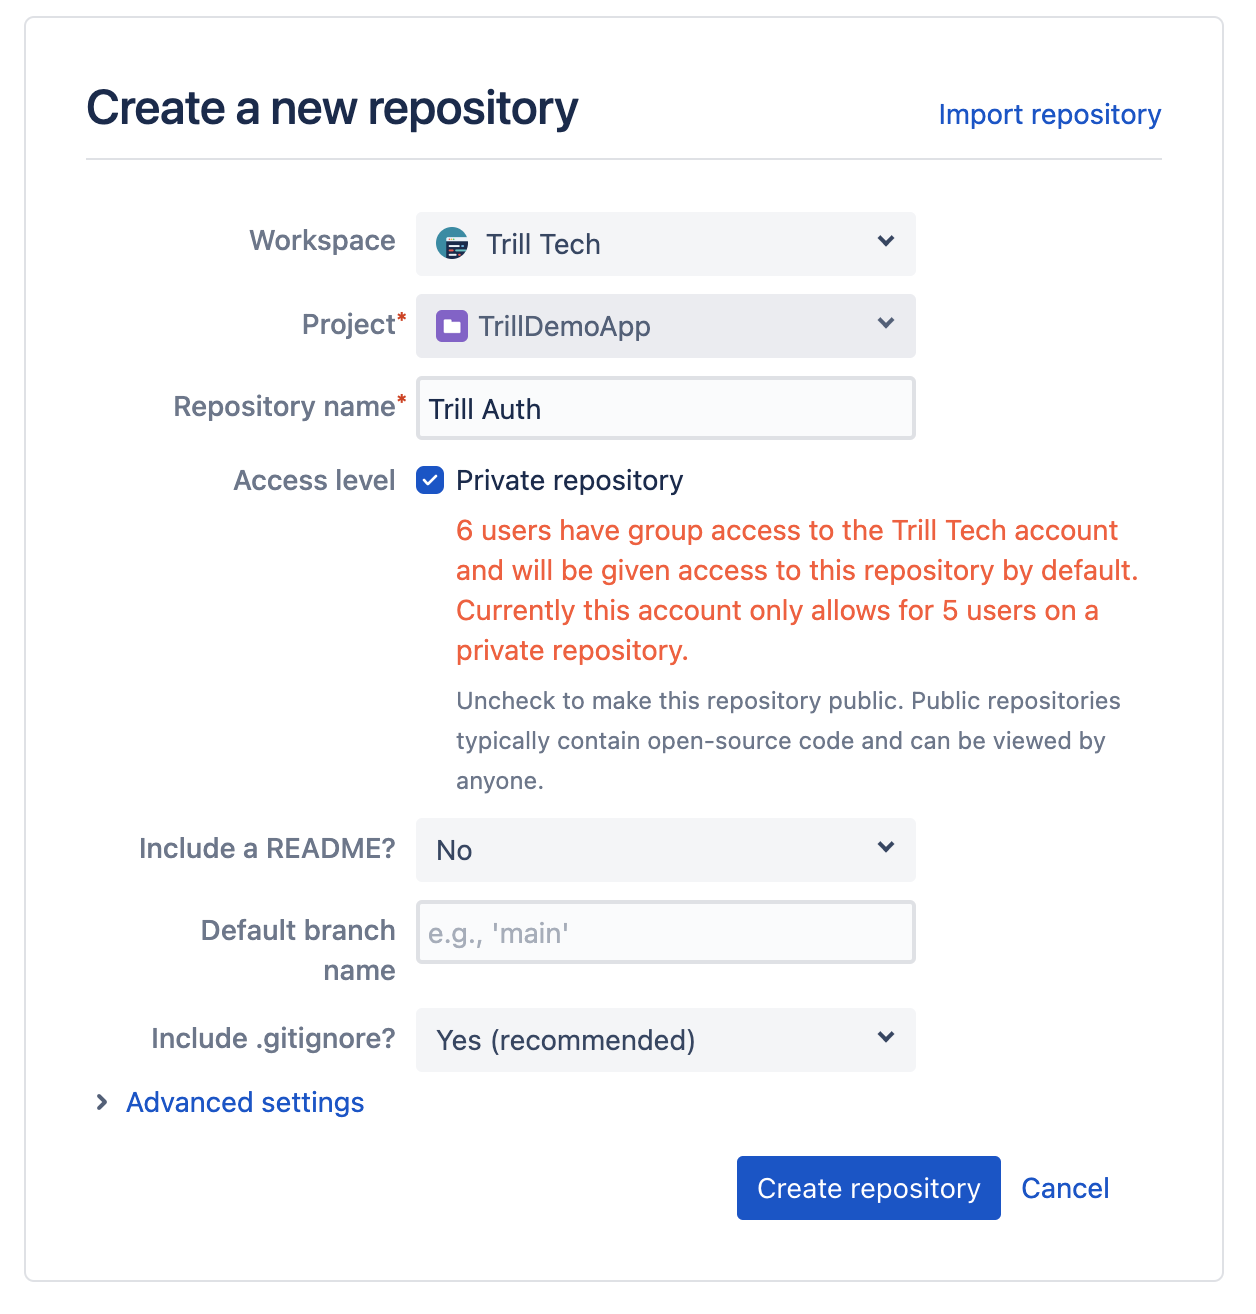 Create a new repository
Import repository
Workspace
Trill Tech
Project*
TrillDemoApp
Repository name*
Trill Auth
Access level
Private repository
6 users have group access to the Trill Tech account
and will be given access to this repository by default.
Currently this account only allows for 5 users on a
private repository.
Uncheck to make this repository public. Public repositories
typically contain open-source code and can be viewed by
anyone.
Include a README?
No
Default branch
name
e.g., 'main'
Include .gitignore?
Yes (recommended)
Advanced settings
Create repository
Cancel